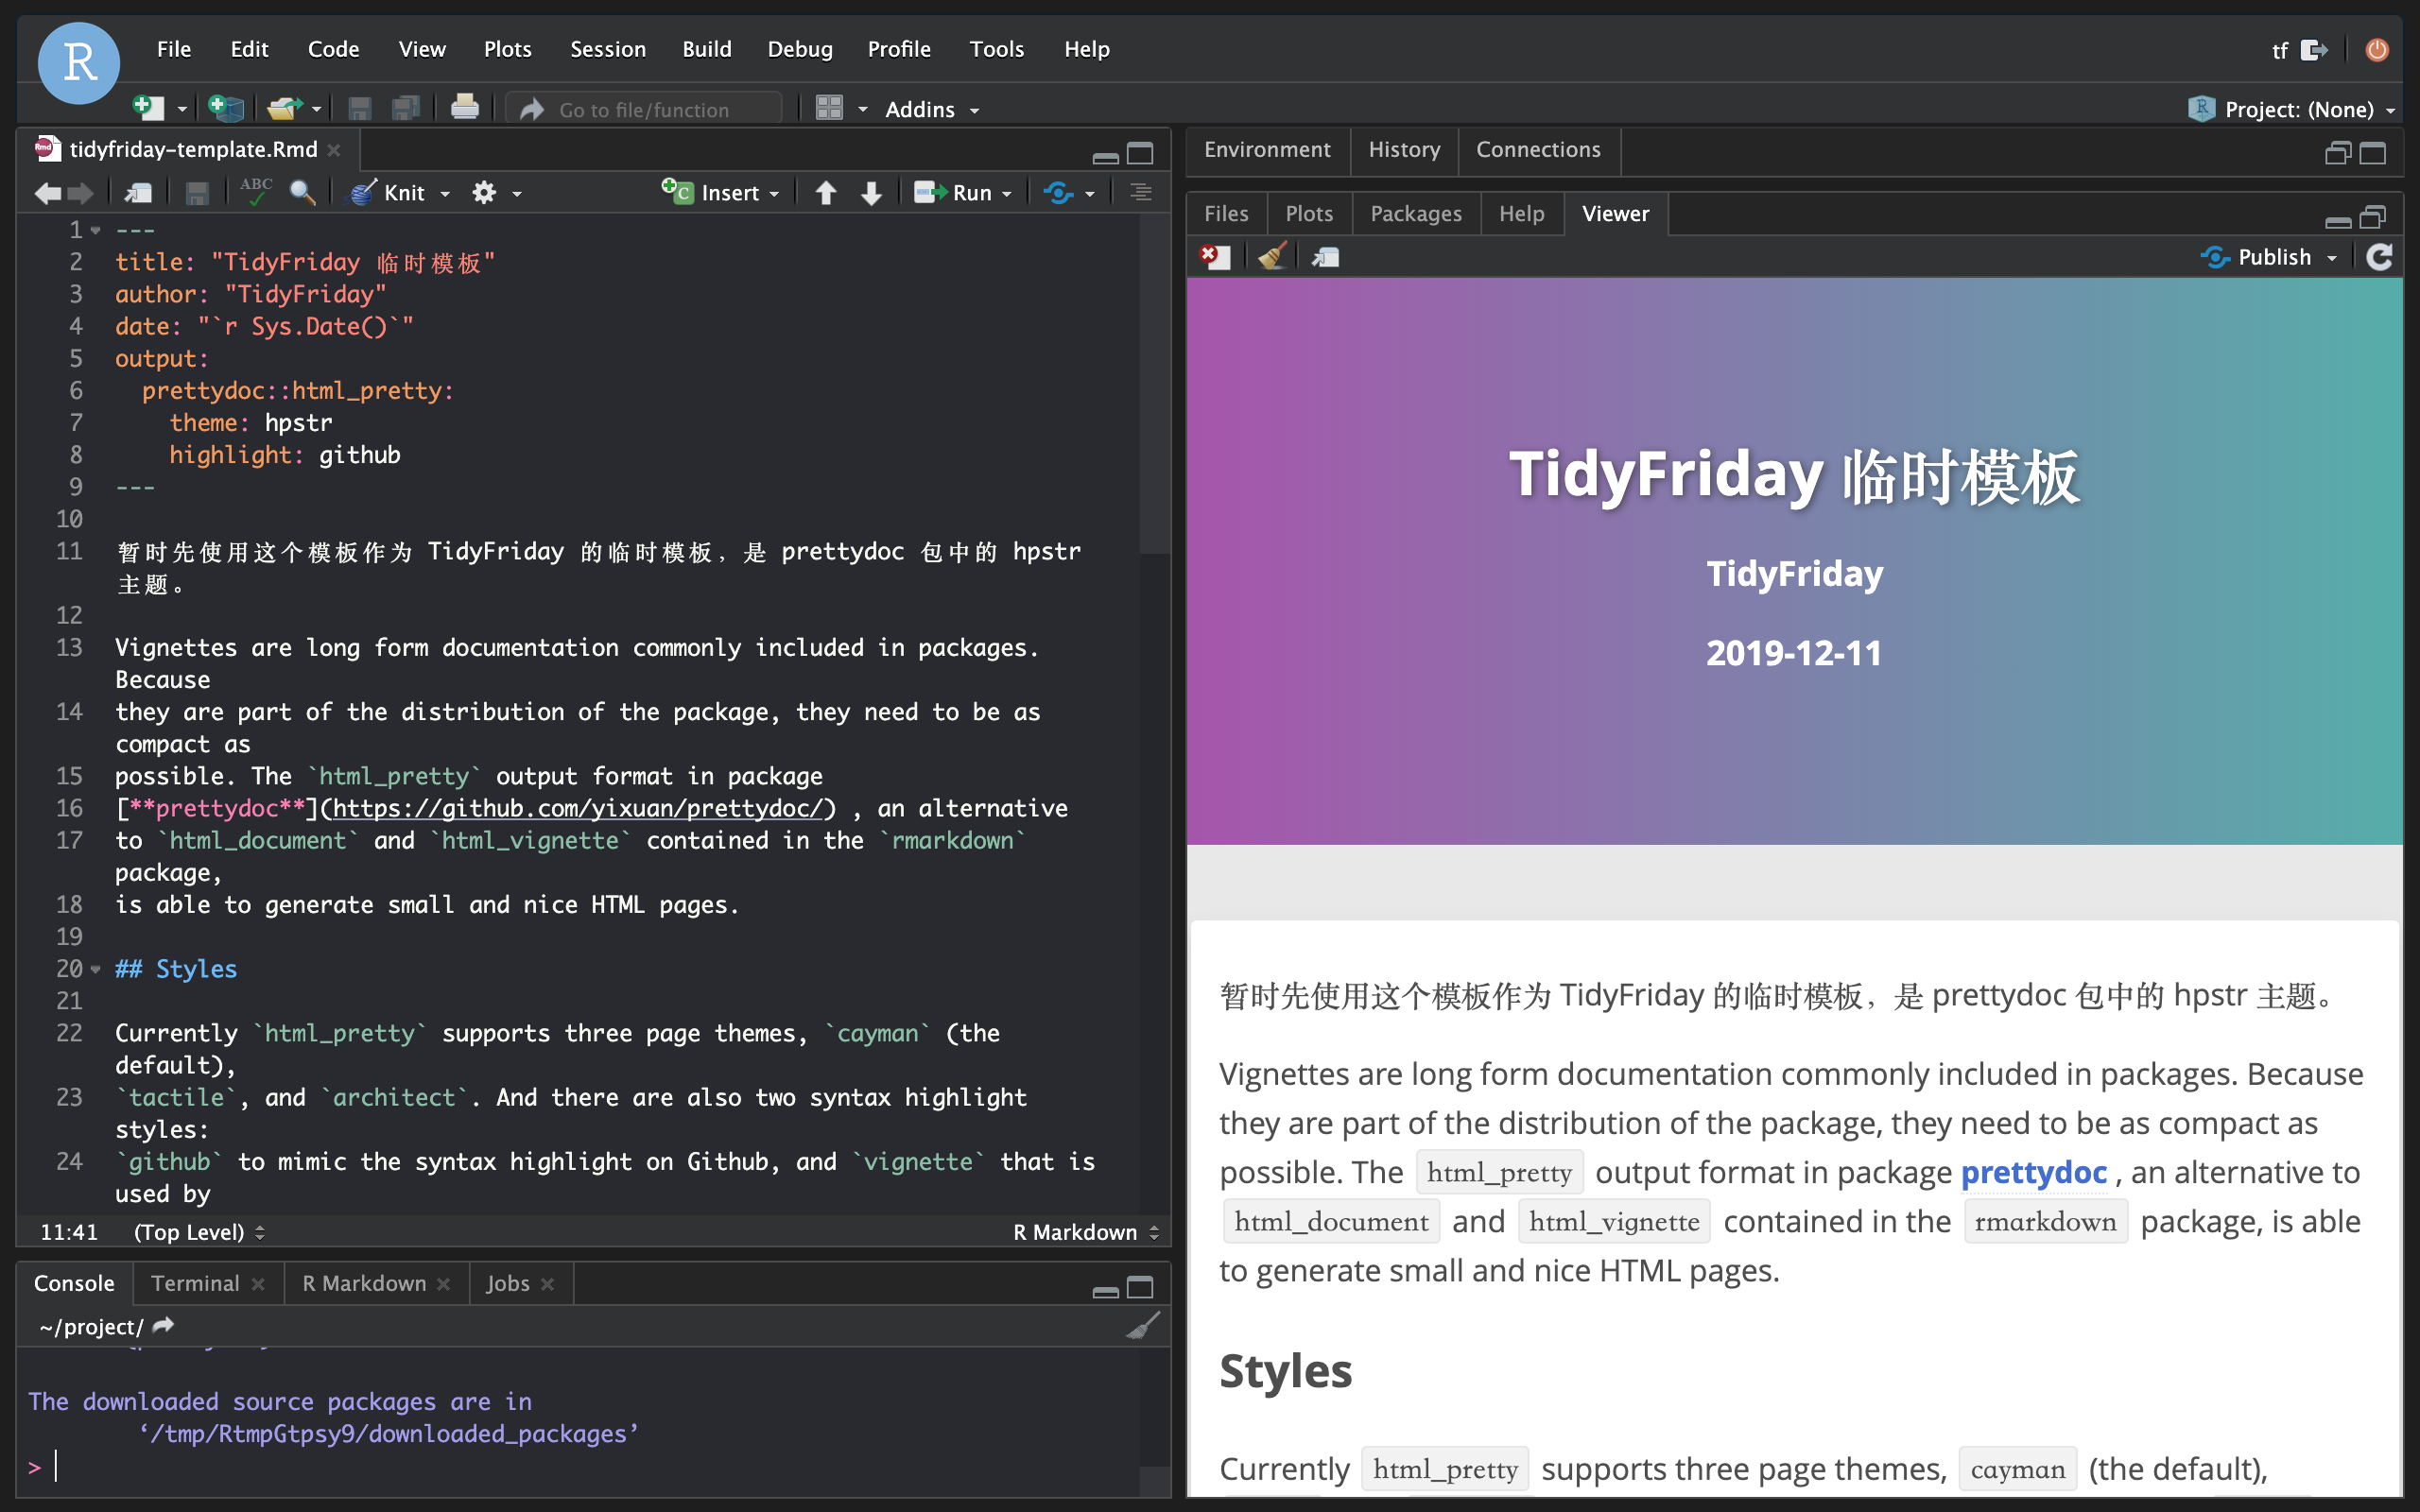 R File Edit Code View Plots Session Build Debug Profile Tools Help tf
Go to file/function Addins Project: (None)
tidyfriday-template.Rmd
ABC Knit Insert Run
1 ---
2 title: "TidyFriday 临时模板"
3 author: "TidyFriday"
4 date: "`r Sys.Date()`"
5 output:
6 prettydoc::html_pretty:
7 theme: hpstr
8 highlight: github
9 ---
10
11 暂时先使用这个模板作为 TidyFriday 的临时模板，是 prettydoc 包中的 hpstr
主题。
12
13 Vignettes are long form documentation commonly included in packages.
Because
14 they are part of the distribution of the package, they need to be as
compact as
15 possible. The `html_pretty` output format in package
16 [**prettydoc**](https://github.com/yixuan/prettydoc/) , an alternative
17 to `html_document` and `html_vignette` contained in the `rmarkdown`
package,
18 is able to generate small and nice HTML pages.
19
20 ## Styles
21
22 Currently `html_pretty` supports three page themes, `cayman` (the
default),
23 `tactile`, and `architect`. And there are also two syntax highlight
styles:
24 `github` to mimic the syntax highlight on Github, and `vignette` that is
used by
11:41 (Top Level) R Markdown
Console Terminal R Markdown Jobs
~/project/
The downloaded source packages are in
‘/tmp/RtmpGtpsy9/downloaded_packages’
>
Environment History Connections
Files Plots Packages Help Viewer
Publish
TidyFriday 临时模板
TidyFriday
2019-12-11
暂时先使用这个模板作为 TidyFriday 的临时模板，是 prettydoc 包中的 hpstr 主题。
Vignettes are long form documentation commonly included in packages. Because
they are part of the distribution of the package, they need to be as compact as
possible. The html_pretty output format in package prettydoc , an alternative to
html_document and html_vignette contained in the rmarkdown package, is able
to generate small and nice HTML pages.
Styles
Currently html_pretty supports three page themes, cayman (the default),